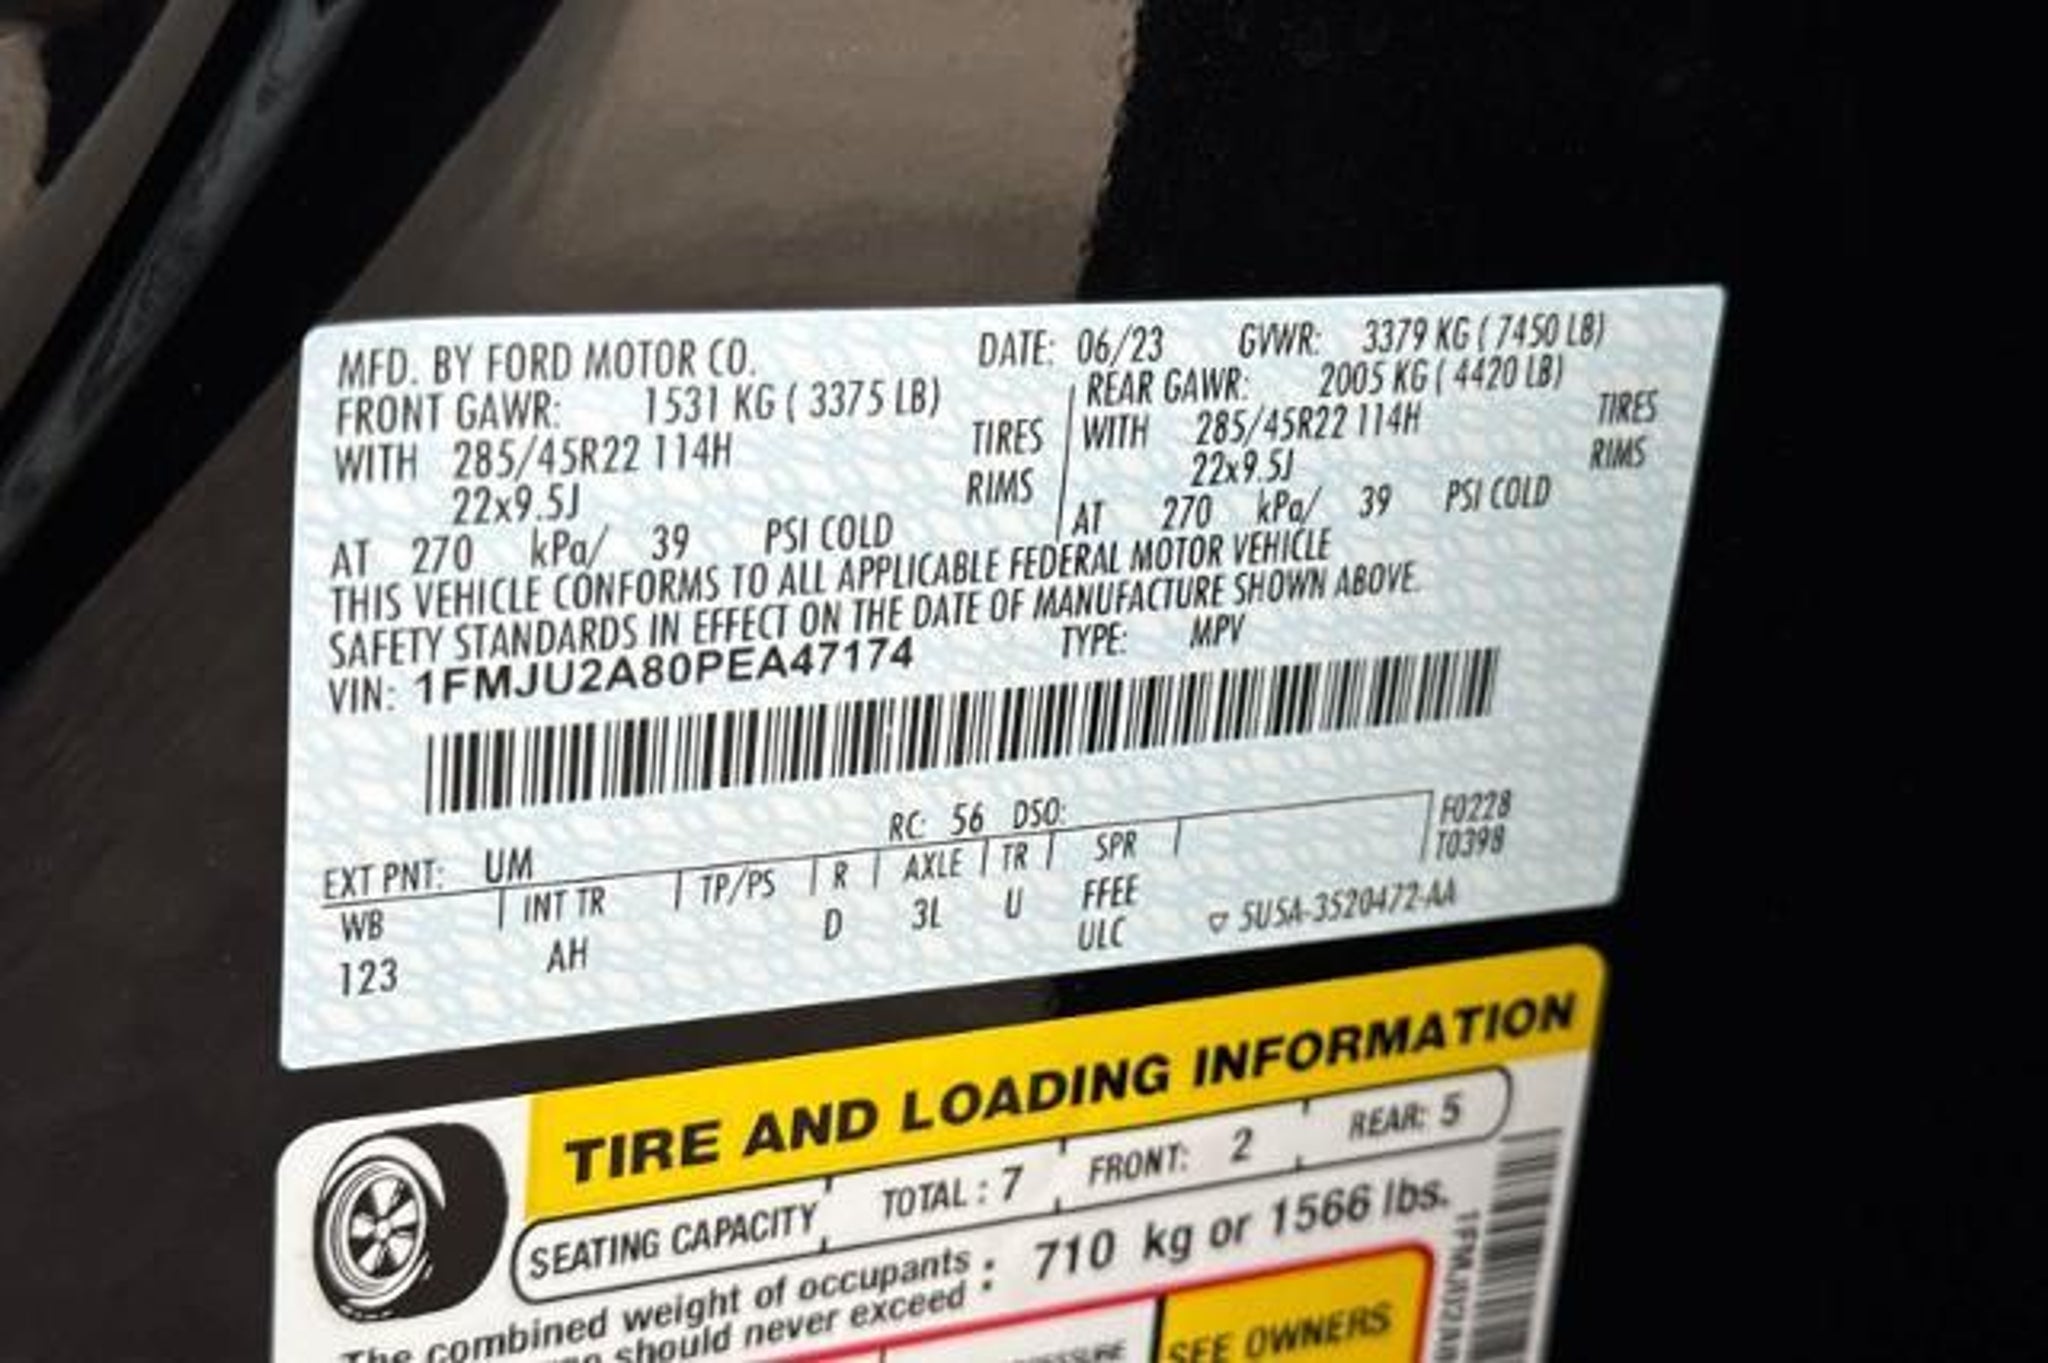 MFD. BY FORD MOTOR CO. DATE: 06/23 GVWR: 3379 KG ( 7450 LB)
FRONT GAWR: 1531 KG ( 3375 LB) REAR GAWR: 2005 KG ( 4420 LB)
WITH 285/45R22 114H TIRES WITH 285/45R22 114H TIRES
22x9.5J RIMS 22x9.5J RIMS
AT 270 kPa/ 39 PSI COLD AT 270 kPa/ 39 PSI COLD
THIS VEHICLE CONFORMS TO ALL APPLICABLE FEDERAL MOTOR VEHICLE
SAFETY STANDARDS IN EFFECT ON THE DATE OF MANUFACTURE SHOWN ABOVE.
VIN: 1FMJU2A80PEA47174 TYPE: MPV
EXT PNT: UM RC: 56 DSO: F0228
WB INT TR TP/PS R AXLE TR SPR T0398
123 AH D 3L U FFEE
ULC 5U5A-3520472-AA
TIRE AND LOADING INFORMATION
SEATING CAPACITY TOTAL : 7 FRONT: 2 REAR: 5
The combined weight of occupants : 710 kg or 1566 lbs.
should never exceed :
SEE OWNERS
1FMJU2A8